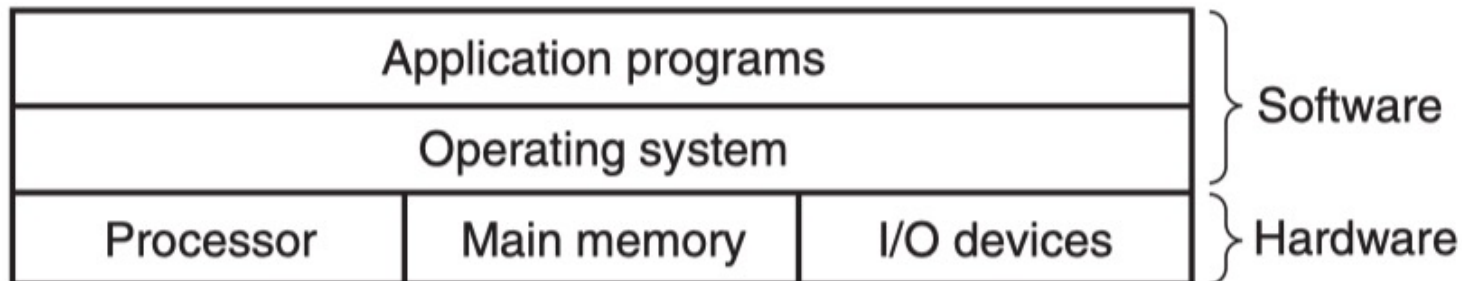 Application programs
Software
Operating system
Processor Main memory I/O devices Hardware